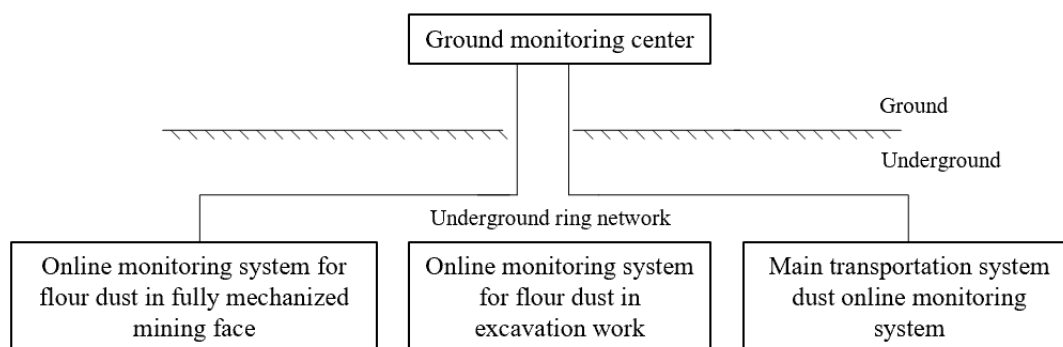 Ground monitoring center
Ground
Underground
Underground ring network
Online monitoring system for
flour dust in fully mechanized
mining face
Online monitoring system
for flour dust in
excavation work
Main transportation system
dust online monitoring
system